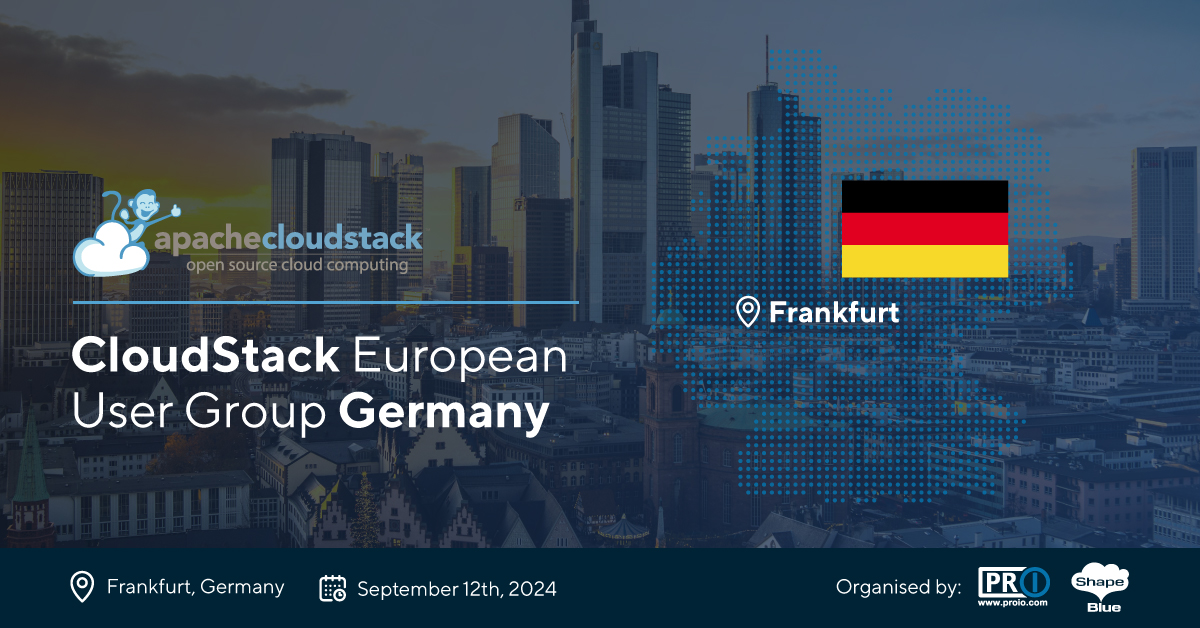 apachecloudstack
open source cloud computing
CloudStack European
User Group Germany
Frankfurt
Frankfurt, Germany
September 12th, 2024
Organised by:
PRIO
www.proio.com
Shape
Blue